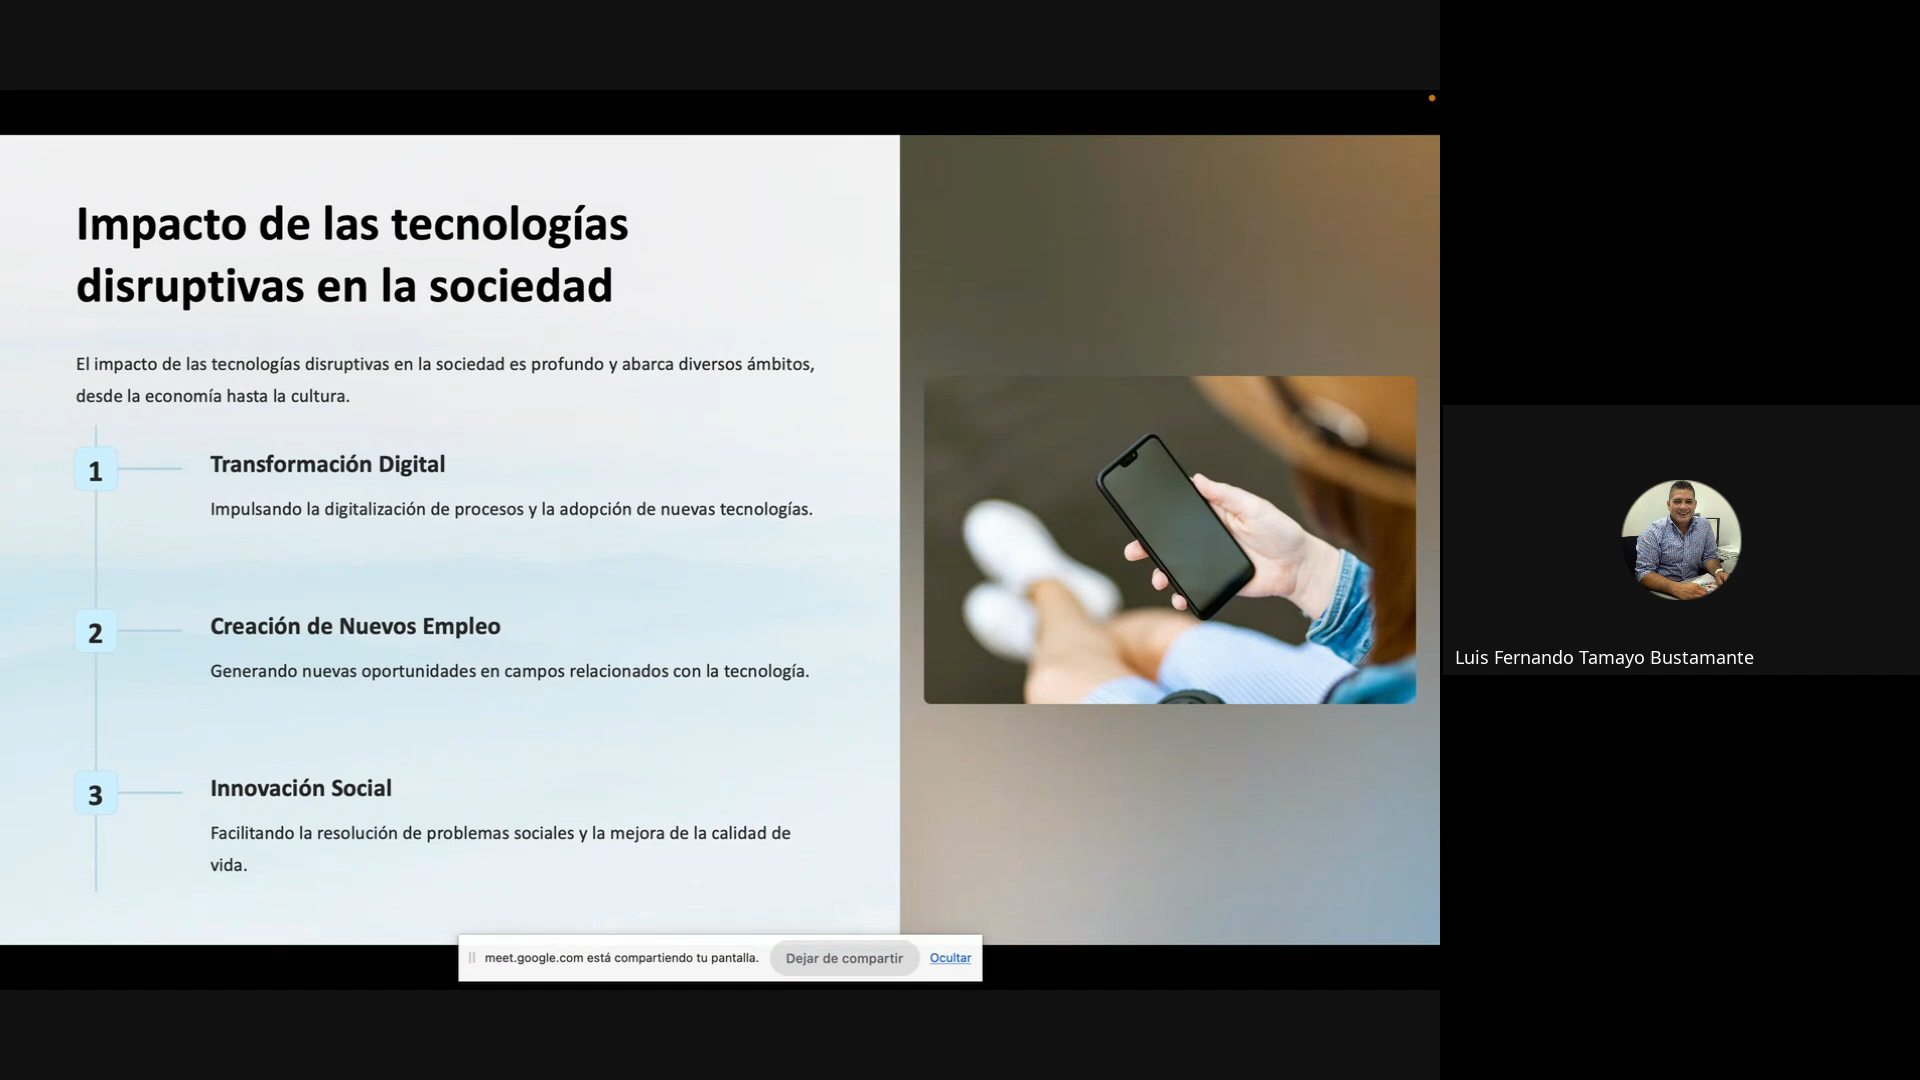 Impacto de las tecnologías
disruptivas en la sociedad
El impacto de las tecnologías disruptivas en la sociedad es profundo y abarca diversos ámbitos,
desde la economía hasta la cultura.
1
Transformación Digital
Impulsando la digitalización de procesos y la adopción de nuevas tecnologías.
2
Creación de Nuevos Empleo
Generando nuevas oportunidades en campos relacionados con la tecnología.
3
Innovación Social
Facilitando la resolución de problemas sociales y la mejora de la calidad de
vida.
meet.google.com está compartiendo tu pantalla. Dejar de compartir Ocultar
Luis Fernando Tamayo Bustamante